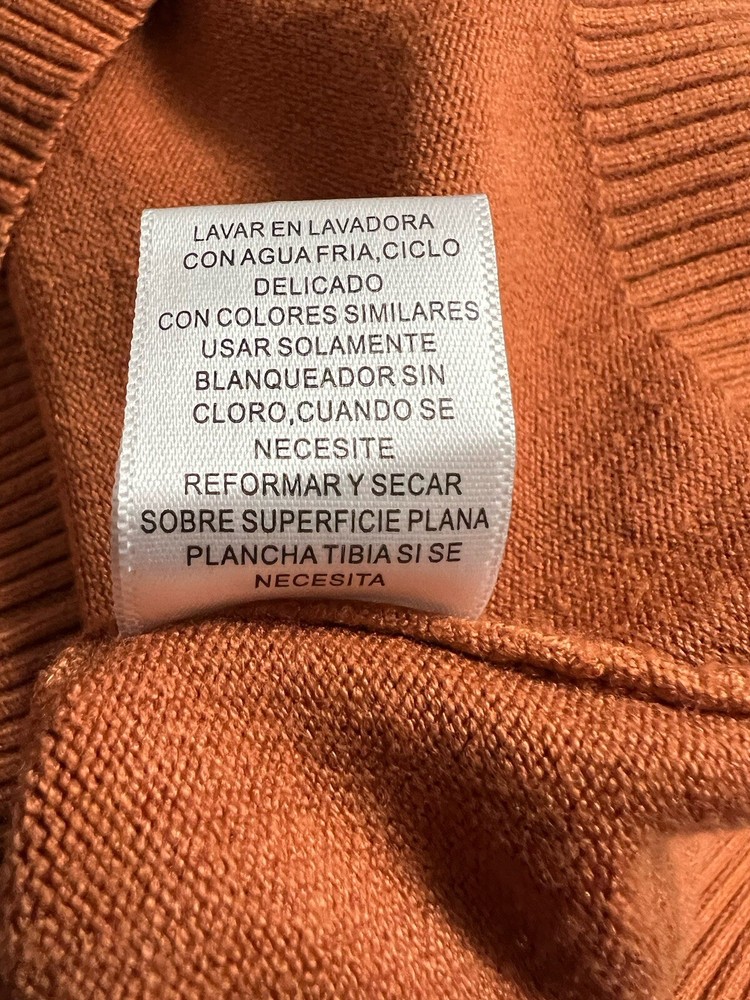 LAVAR EN LAVADORA
CON AGUA FRIA,CICLO
DELICADO
CON COLORES SIMILARES
USAR SOLAMENTE
BLANQUEADOR SIN
CLORO,CUANDO SE
NECESITE
REFORMAR Y SECAR
SOBRE SUPERFICIE PLANA
PLANCHA TIBIA SI SE
NECESITA